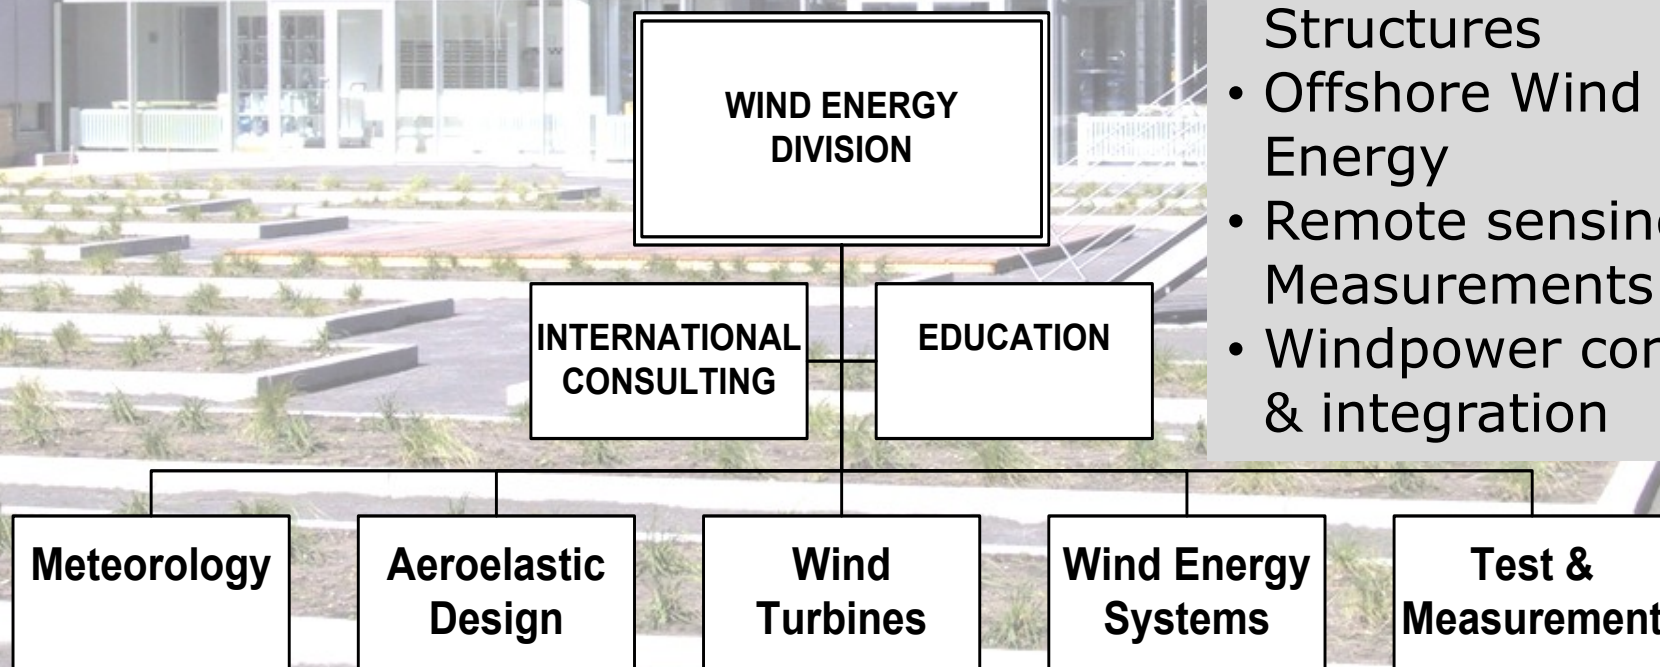 WIND ENERGY
DIVISION
INTERNATIONAL
CONSULTING
EDUCATION
Structures
• Offshore Wind
Energy
• Remote
Measurements
• Windpower
& integration
Meteorology
Aeroelastic
Design
Wind
Turbines
Wind Energy
Systems
Test &
Measurement